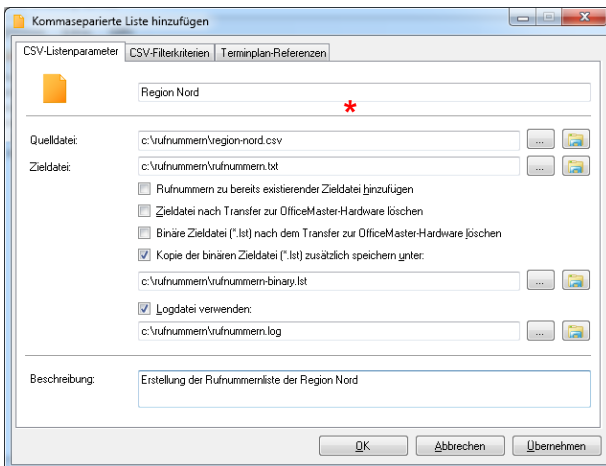 Kommaseparierte Liste hinzufügen
CSV-Listenparameter CSV-Filterkriterien Terminplan-Referenzen
Region Nord
*
Quelldatei: c:\rufnummern\region-nord.csv ...
Zieldatei: c:\rufnummern\rufnummern.txt ...
Rufnummern zu bereits existierender Zieldatei hinzufügen
Zieldatei nach Transfer zur OfficeMaster-Hardware löschen
Binäre Zieldatei (*.lst) nach dem Transfer zur OfficeMaster-Hardware löschen
Kopie der binären Zieldatei (*.lst) zusätzlich speichern unter:
c:\rufnummern\rufnummern-binary.lst ...
Logdatei verwenden:
c:\rufnummern\rufnummern.log ...
Beschreibung: Erstellung der Rufnummernliste der Region Nord
OK Abbrechen Übernehmen